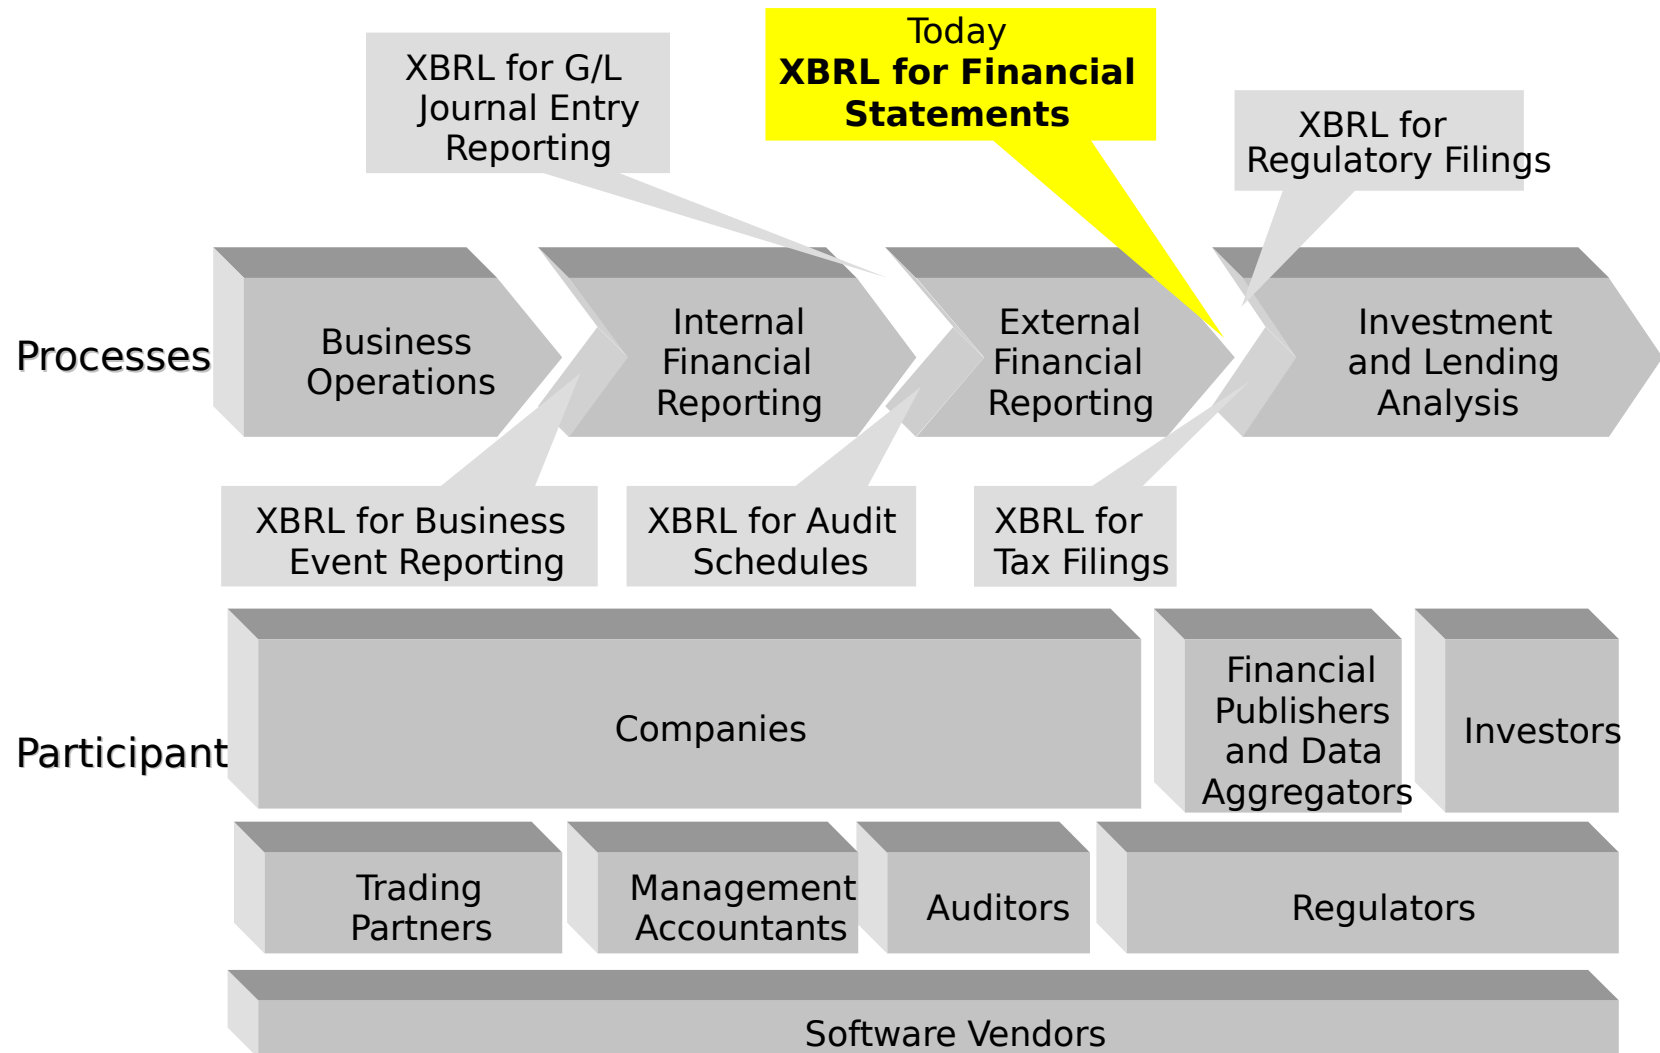 Today
XBRL for Financial
Statements
XBRL for G/L
Journal Entry
Reporting
XBRL for
Regulatory Filings
Processes
Business
Operations
Internal
Financial
Reporting
External
Financial
Reporting
Investment
and Lending
Analysis
XBRL for Business
Event Reporting
XBRL for Audit
Schedules
XBRL for
Tax Filings
Participant
Companies
Financial
Publishers
and Data
Aggregators
Investors
Trading
Partners
Management
Accountants
Auditors
Regulators
Software Vendors